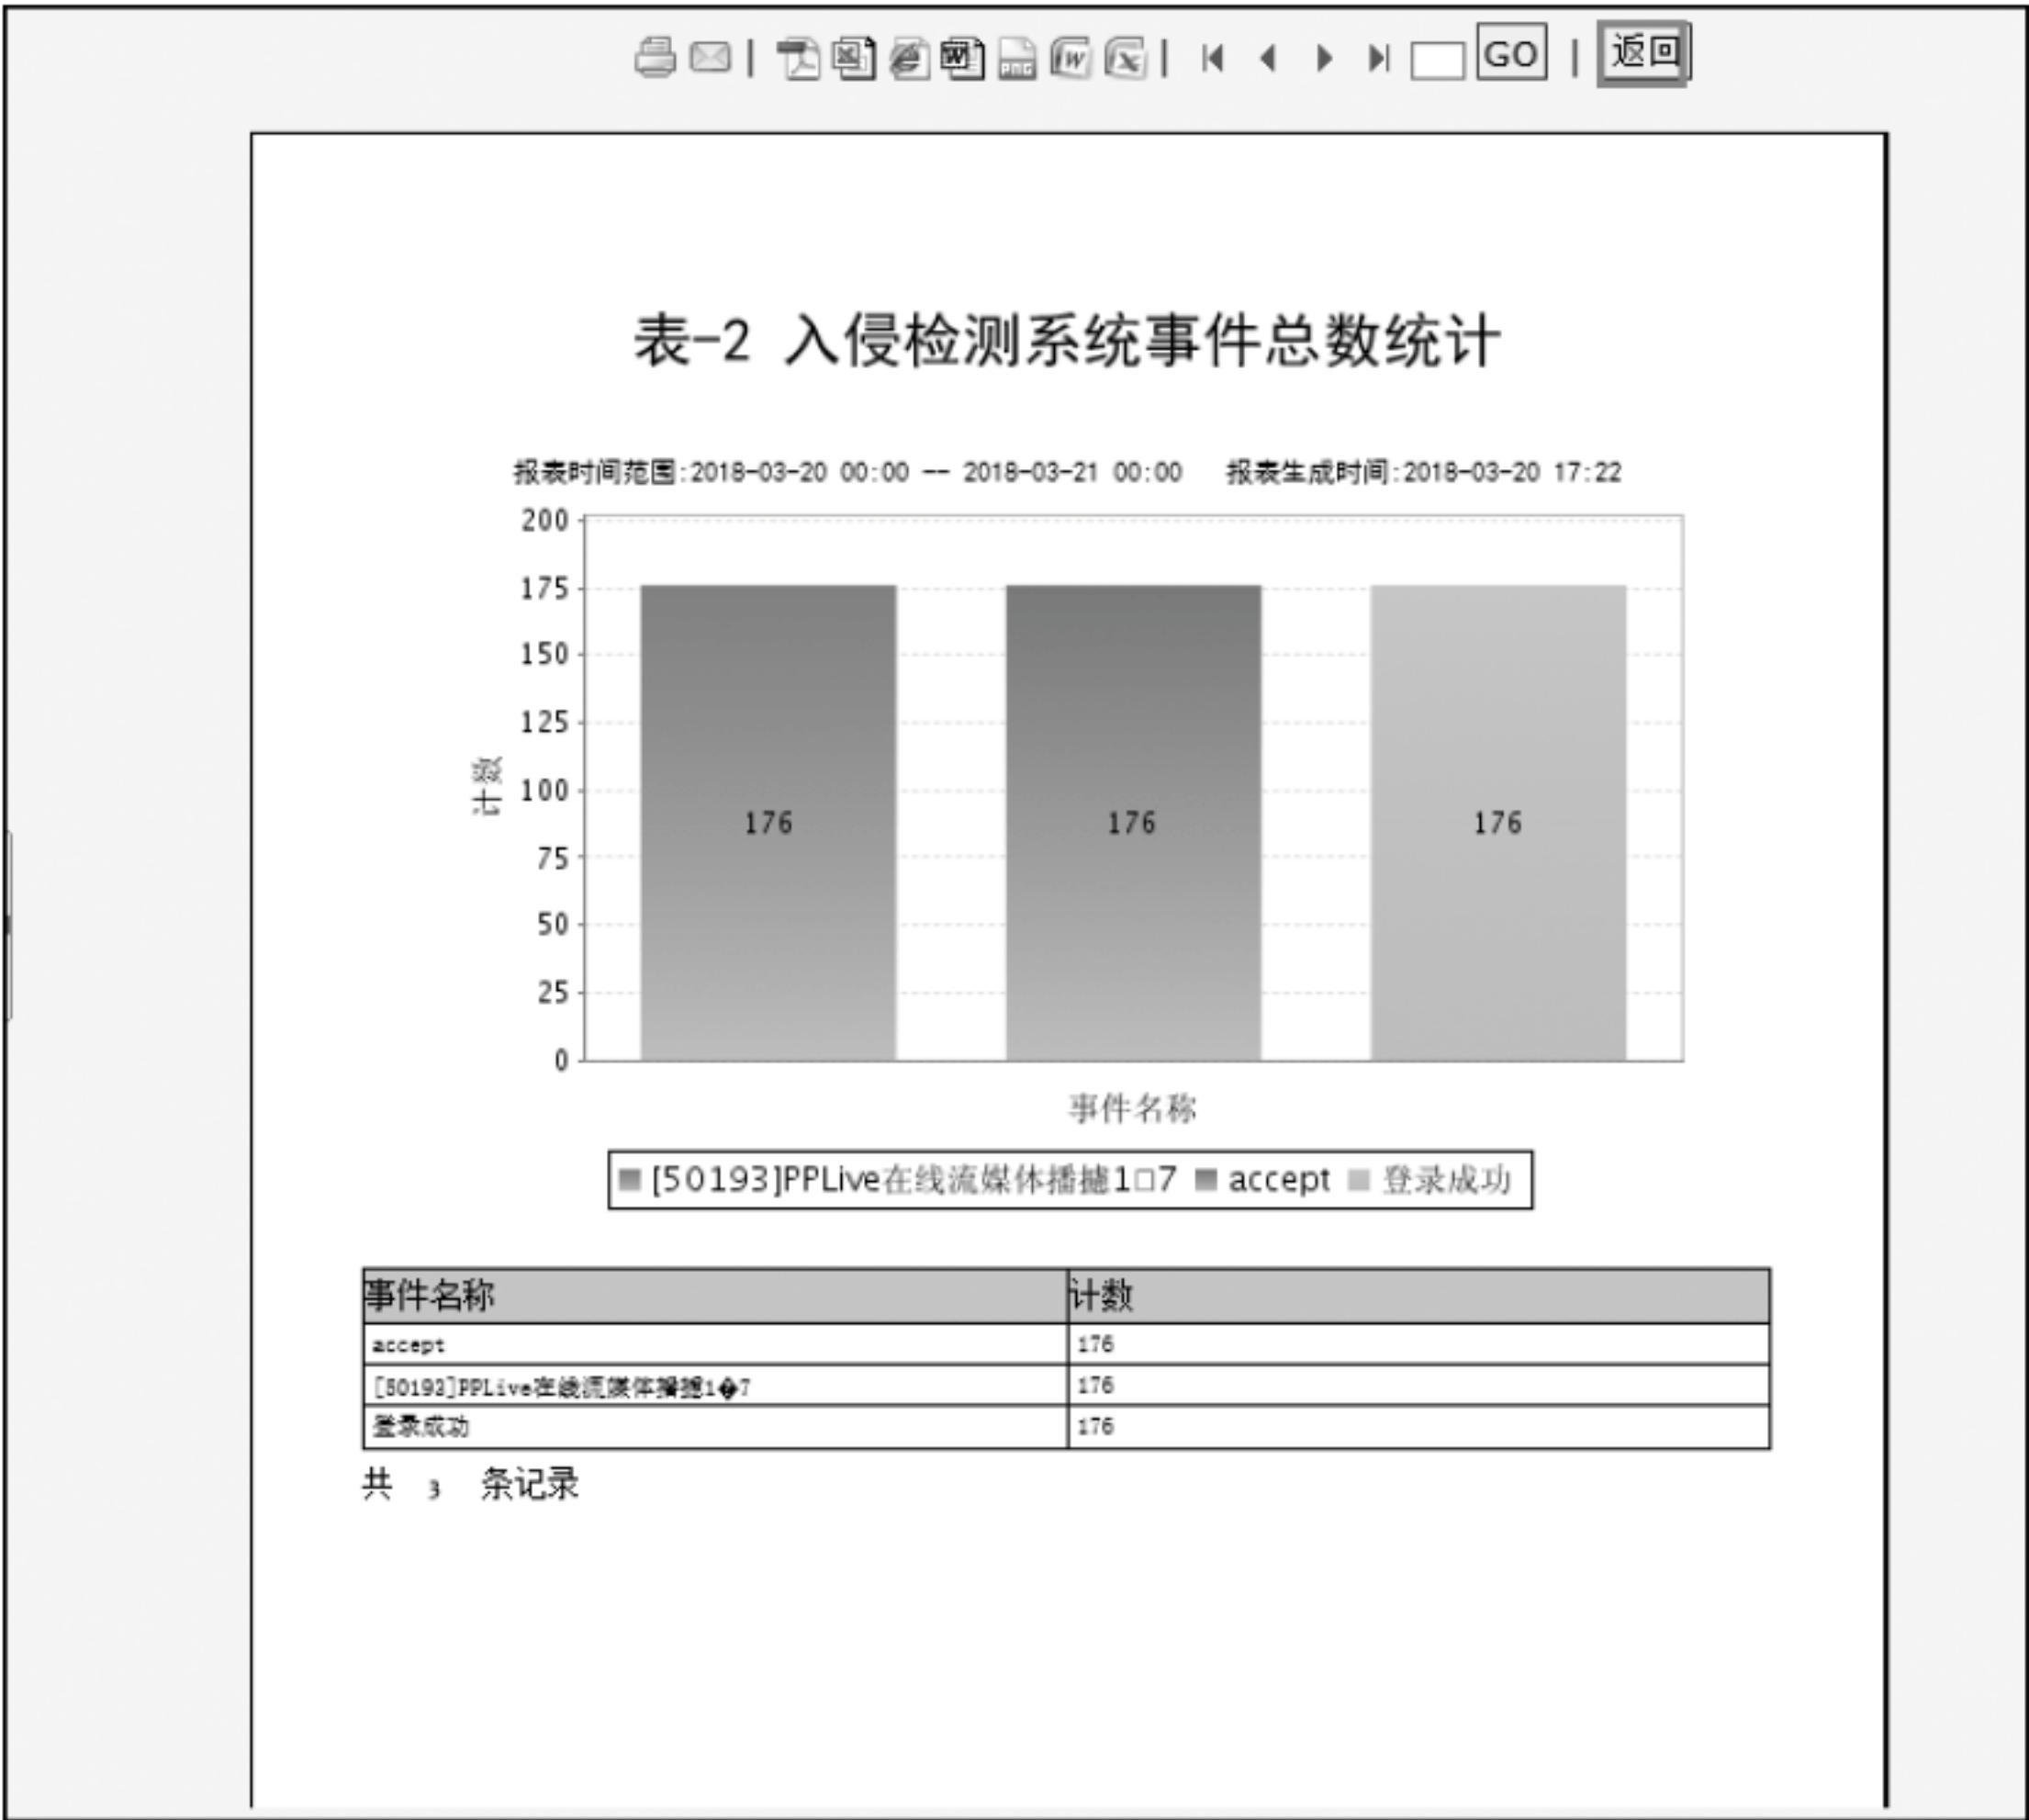 GO 返回
表-2 入侵检测系统事件总数统计
报表时间范围:2018-03-20 00:00 -- 2018-03-21 00:00 报表生成时间:2018-03-20 17:22
200
175
150
125
100
75
50
25
0
计数
176 176 176
事件名称
[50193]PPLive在线流媒体播摅1□7 accept 登录成功
事件名称 计数
accept 176
[50193]PPLive在线流媒体播摅1�7 176
登录成功 176
共 3 条记录